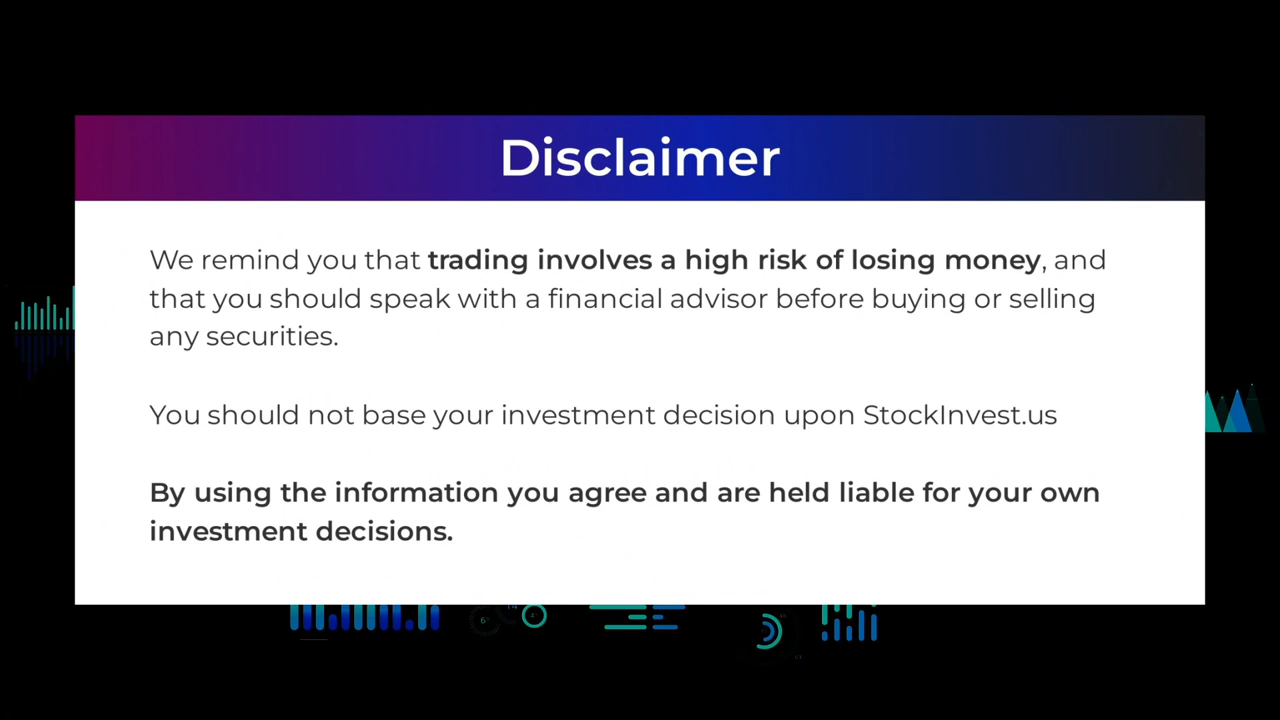 Disclaimer
We remind you that trading involves a high risk of losing money, and
that you should speak with a financial advisor before buying or selling
any securities.
You should not base your investment decision upon StockInvest.us
By using the information you agree and are held liable for your own
investment decisions.